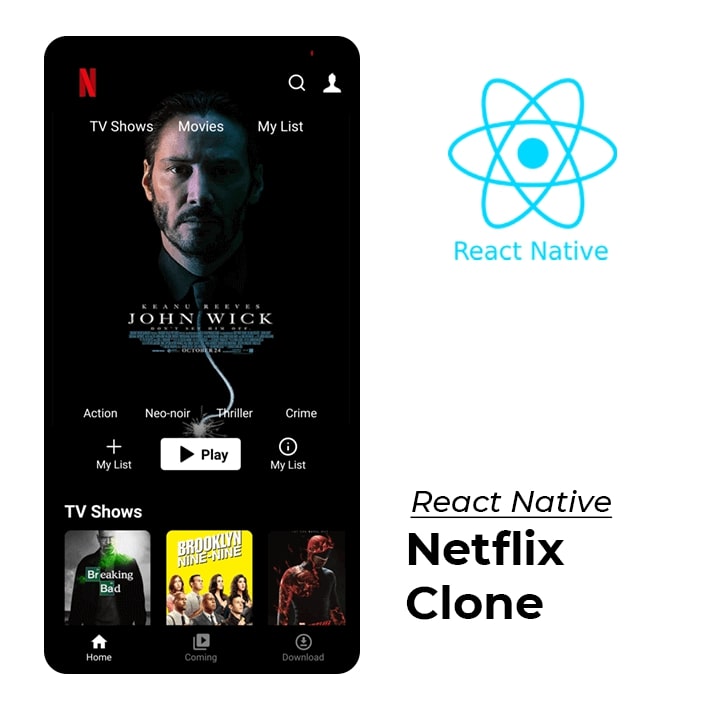 N
TV Shows Movies My List
KEANU REEVES
JOHN WICK
DON'T SET HIM OFF
OCTOBER 24
Action Neo-noir Thriller Crime
My List Play My List
TV Shows
Breaking
Bad
BROOKLYN
NINE-NINE
Home Coming Download
React Native
React Native
Netflix
Clone